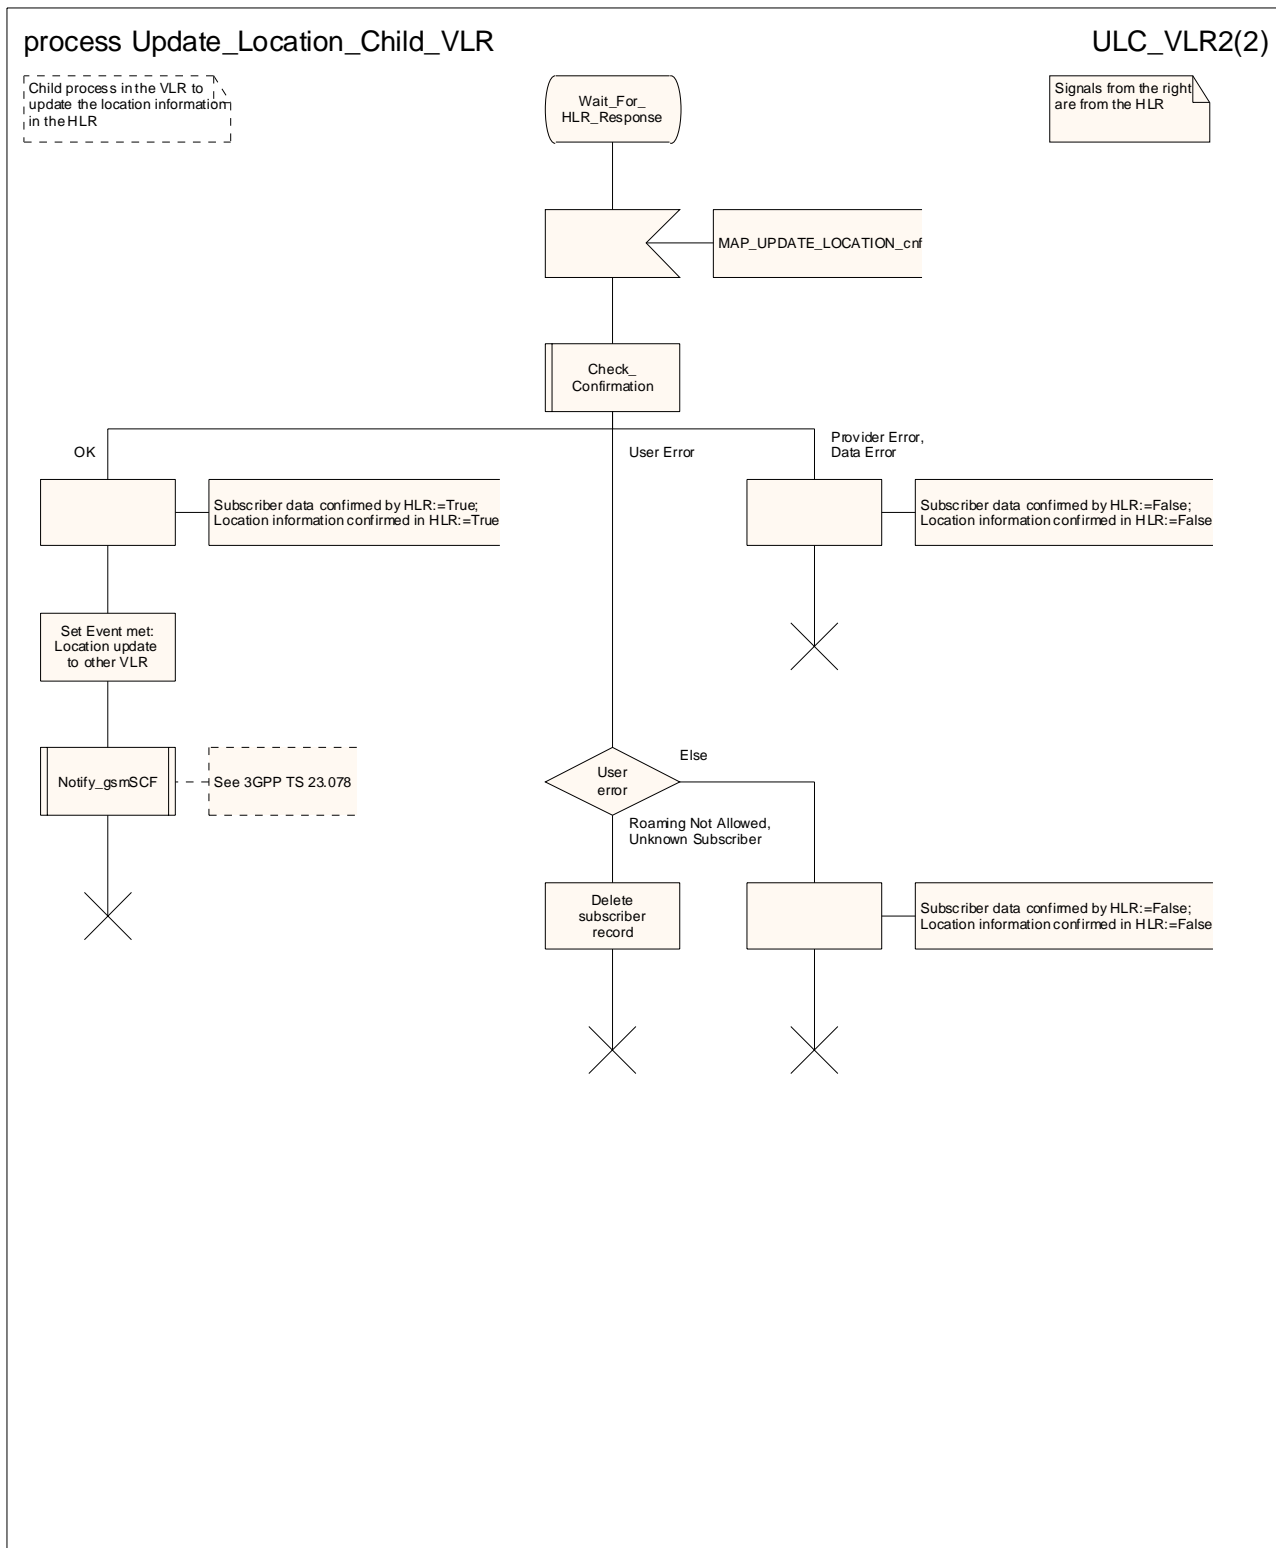 process Update_Location_Child_VLR
ULC_VLR2(2)
Child process in the VLR to
update the location information
in the HLR
Wait_For_
HLR_Response
Signals from the right
are from the HLR
MAP_UPDATE_LOCATION_cnf
Check_
Confirmation
OK
User Error
Provider Error,
Data Error
Subscriber data confirmed by HLR:=True;
Location information confirmed in HLR:=True
Subscriber data confirmed by HLR:=False;
Location information confirmed in HLR:=False
Set Event met:
Location update
to other VLR
Notify_gsmSCF
See 3GPP TS 23.078
User
error
Else
Roaming Not Allowed,
Unknown Subscriber
Delete
subscriber
record
Subscriber data confirmed by HLR:=False;
Location information confirmed in HLR:=False